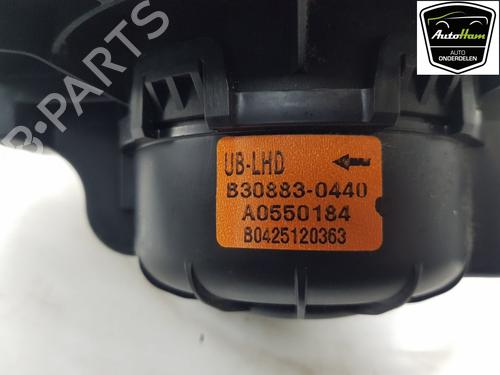 AutoHam
AUTO
ONDERDELEN
B-PARTS
UB-LHD
B30883-0440
A0550184
B0425120363